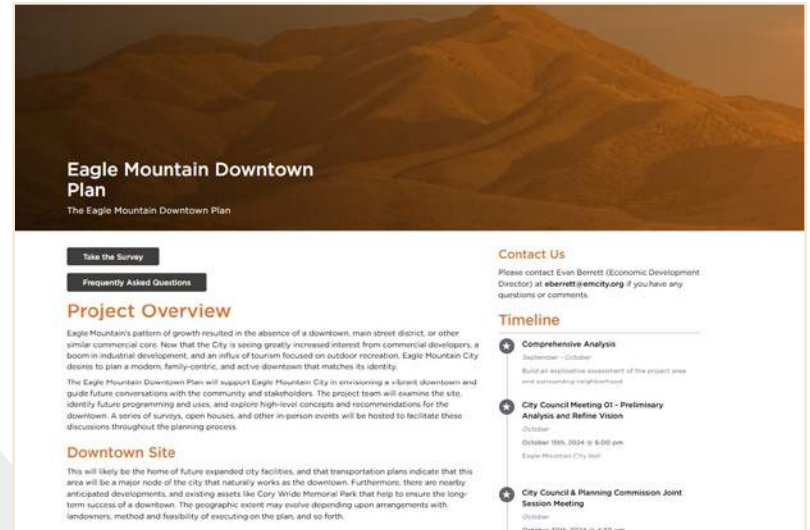 Eagle Mountain Downtown
Plan
The Eagle Mountain Downtown Plan
Take the Survey
Frequently Asked Questions
Project Overview
Eagle Mountain's pattern of growth resulted in the absence of a downtown, main street district, or other
similar commercial core. Now that the City is seeing greatly increased interest from commercial developers, a
boom in industrial development, and an influx of tourism focused on outdoor recreation, Eagle Mountain City
desires to plan a modern, family-centric, and active downtown that matches its identity.
The Eagle Mountain Downtown Plan will support Eagle Mountain City in envisioning a vibrant downtown and
guide future conversations with the community and stakeholders. The project team will examine the site,
identify future programming and uses, and explore high-level concepts and recommendations for the
downtown. A series of surveys, open houses, and other in-person events will be hosted to facilitate these
discussions throughout the planning process.
Downtown Site
This will likely be the home of future expanded city facilities, and that transportation plans indicate that this
area will be a major node of the city that naturally works as the downtown. Furthermore, there are nearby
anticipated developments, and existing assets like Cory Wride Memorial Park that help to ensure the long-
term success of a downtown. The geographic extent may evolve depending upon arrangements with
landowners, method and feasibility of executing on the plan, and so forth.
Contact Us
Please contact Evan Berrett (Economic Development
Director) at eberrett@emcity.org if you have any
questions or comments.
Timeline
Comprehensive Analysis
September - October
Build an explorative assessment of the project area
and surrounding neighborhood
City Council Meeting 01 - Preliminary
Analysis and Refine Vision
October
October 15th, 2024 @ 6:00 pm
Eagle Mountain City Hall
City Council & Planning Commission Joint
Session Meeting
October